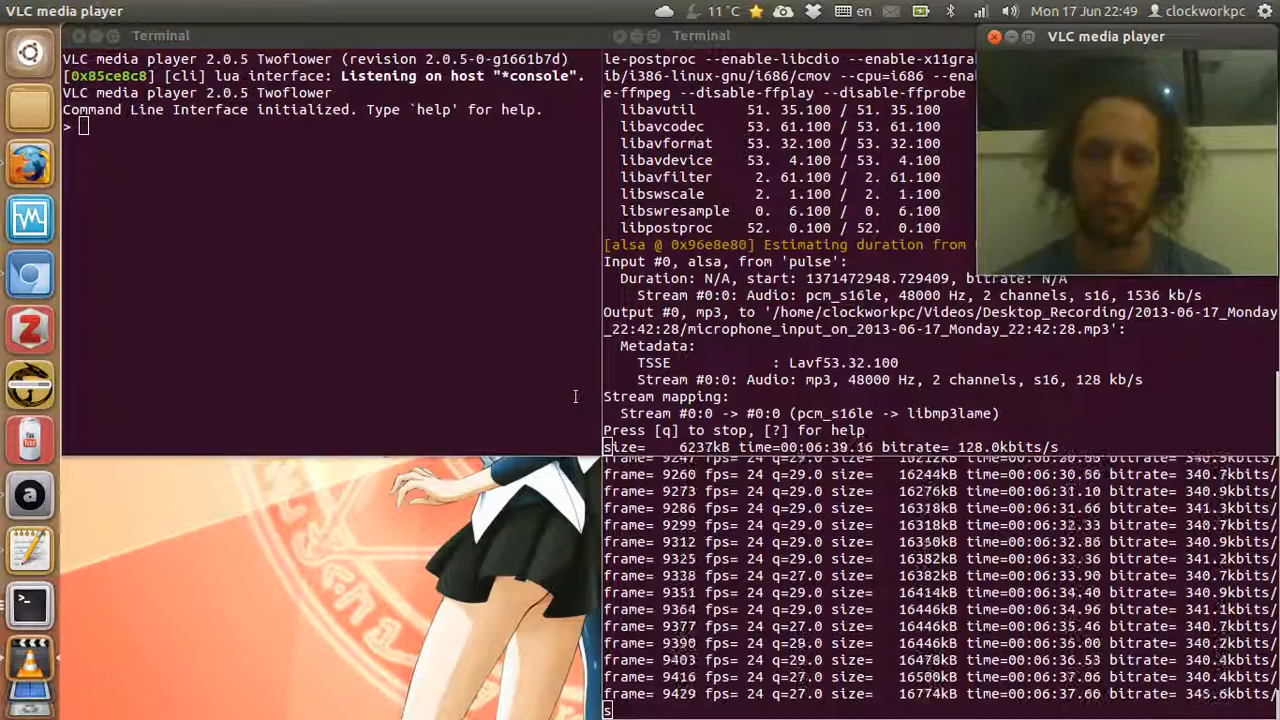 VLC media player
11 °C
en
Mon 17 Jun 22:49
clockworkpc
Terminal
VLC media player 2.0.5 Twoflower (revision 2.0.5-0-g1661b7d)
[0x85ce8c8] [cli] lua interface: Listening on host "*console".
VLC media player 2.0.5 Twoflower
Command Line Interface initialized. Type `help' for help.
>
Terminal
le-postproc --enable-libcdio --enable-x11gra
ib/i386-linux-gnu/i686/cmov --cpu=i686 --ena
e-ffmpeg --disable-ffplay --disable-ffprobe
libavutil 51. 35.100 / 51. 35.100
libavcodec 53. 61.100 / 53. 61.100
libavformat 53. 32.100 / 53. 32.100
libavdevice 53. 4.100 / 53. 4.100
libavfilter 2. 61.100 / 2. 61.100
libswscale 2. 1.100 / 2. 1.100
libswresample 0. 6.100 / 0. 6.100
libpostproc 52. 0.100 / 52. 0.100
[alsa @ 0x96e8e80] Estimating duration from
Input #0, alsa, from 'pulse':
Duration: N/A, start: 1371472948.729409, bitrate: N/A
Stream #0:0: Audio: pcm_s16le, 48000 Hz, 2 channels, s16, 1536 kb/s
Output #0, mp3, to '/home/clockworkpc/Videos/Desktop_Recording/2013-06-17_Monday
_22:42:28/microphone_input_on_2013-06-17_Monday_22:42:28.mp3':
Metadata:
TSSE : Lavf53.32.100
Stream #0:0: Audio: mp3, 48000 Hz, 2 channels, s16, 128 kb/s
Stream mapping:
Stream #0:0 -> #0:0 (pcm_s16le -> libmp3lame)
Press [q] to stop, [?] for help
size= 6237kB time=00:06:39.16 bitrate= 128.0kbits/s
VLC media player
frame= 9260 fps= 24 q=29.0 size= 16244kB time=00:06:30.66 bitrate= 340.7kbits/
frame= 9273 fps= 24 q=29.0 size= 16276kB time=00:06:31.10 bitrate= 340.9kbits/
frame= 9286 fps= 24 q=29.0 size= 16318kB time=00:06:31.66 bitrate= 341.3kbits/
frame= 9299 fps= 24 q=29.0 size= 16318kB time=00:06:32.33 bitrate= 340.7kbits/
frame= 9312 fps= 24 q=29.0 size= 16350kB time=00:06:32.86 bitrate= 340.9kbits/
frame= 9325 fps= 24 q=29.0 size= 16382kB time=00:06:33.36 bitrate= 341.2kbits/
frame= 9338 fps= 24 q=27.0 size= 16382kB time=00:06:33.90 bitrate= 340.7kbits/
frame= 9351 fps= 24 q=29.0 size= 16414kB time=00:06:34.40 bitrate= 340.9kbits/
frame= 9364 fps= 24 q=29.0 size= 16446kB time=00:06:34.96 bitrate= 341.1kbits/
frame= 9377 fps= 24 q=29.0 size= 16446kB time=00:06:35.46 bitrate= 340.7kbits/
frame= 9390 fps= 24 q=29.0 size= 16446kB time=00:06:35.00 bitrate= 340.7kbits/
frame= 9403 fps= 24 q=29.0 size= 16478kB time=00:06:36.53 bitrate= 340.4kbits/
frame= 9416 fps= 24 q=27.0 size= 16500kB time=00:06:37.06 bitrate= 340.4kbits/
frame= 9429 fps= 24 q=27.0 size= 16774kB time=00:06:37.66 bitrate= 345.6kbits/
s